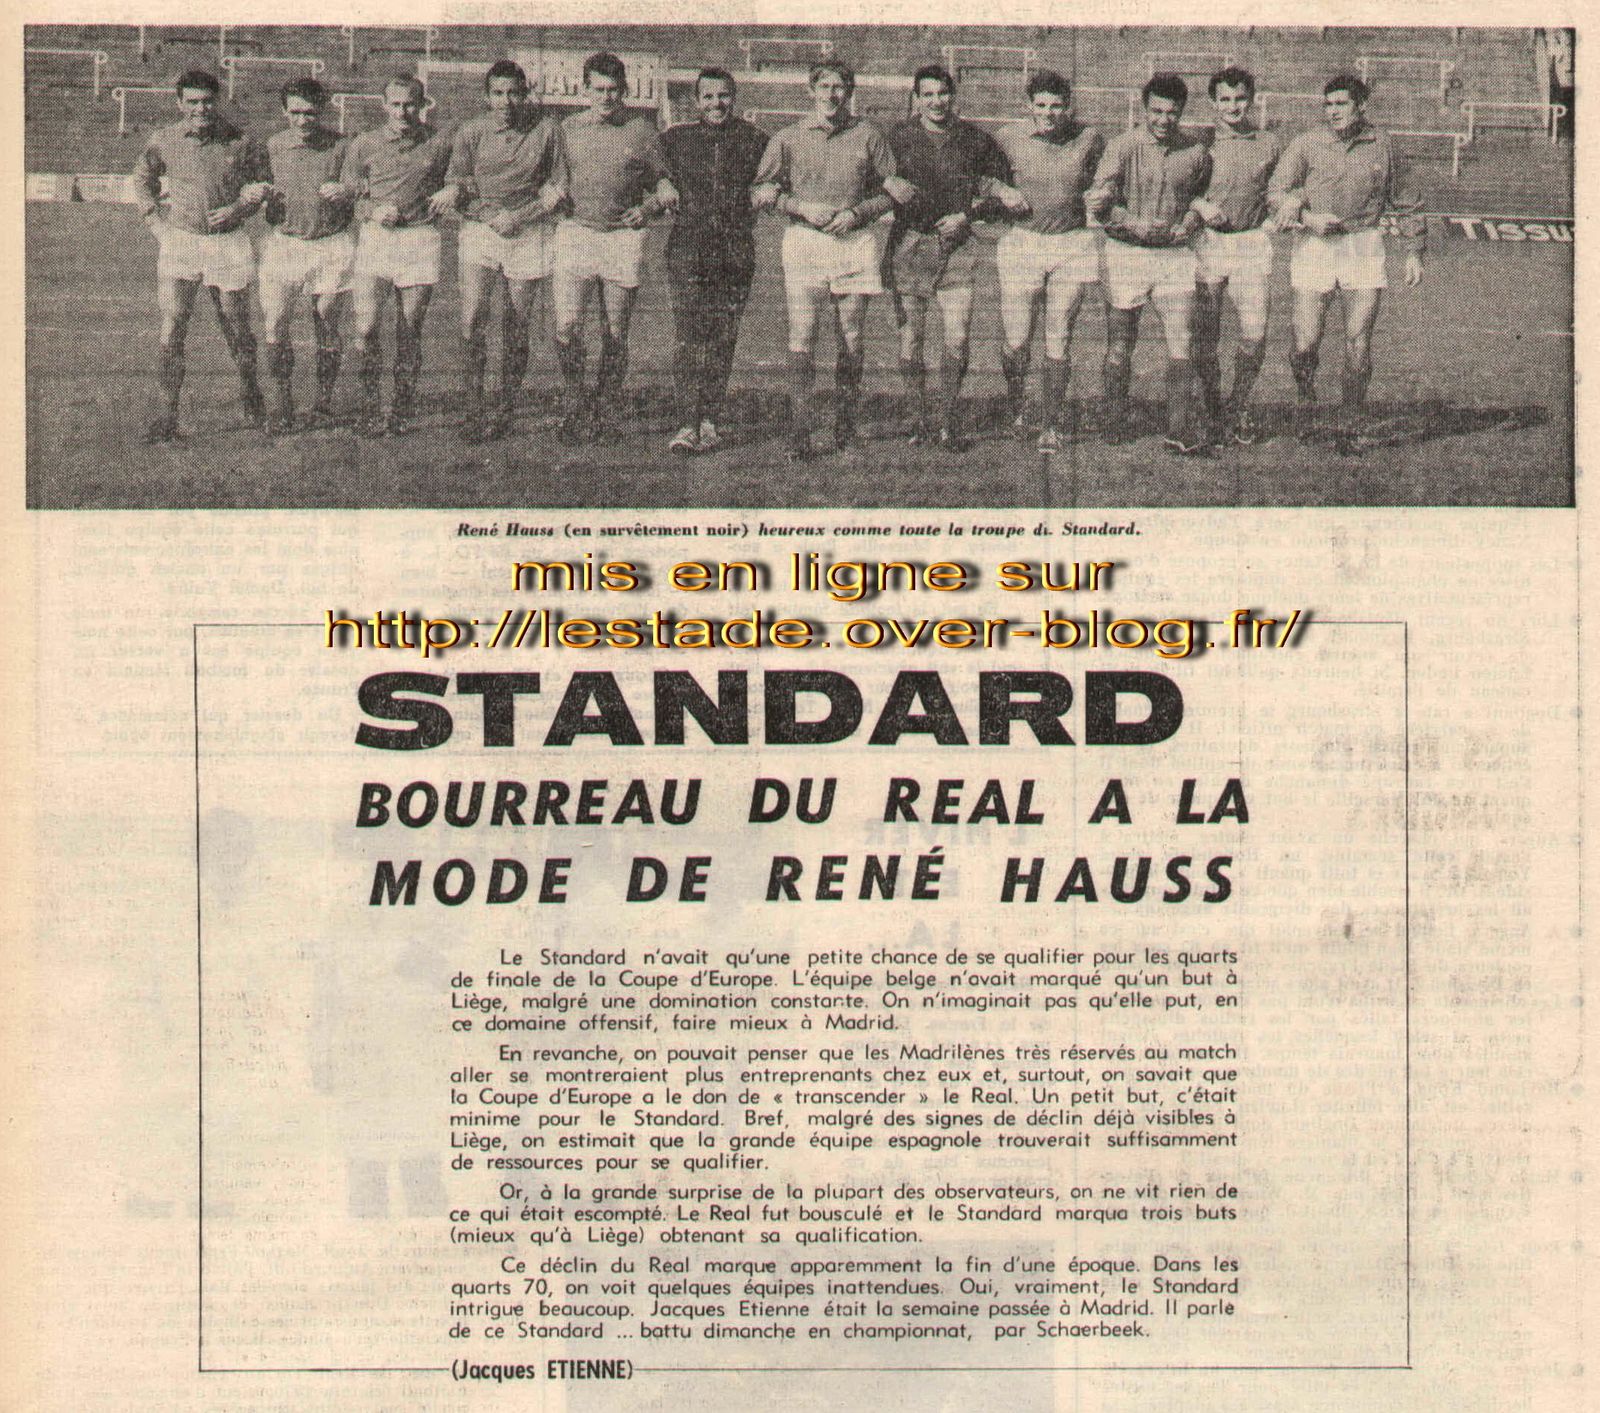 Tissu
René Hauss (en survêtement noir) heureux comme toute la troupe du Standard.
mis en ligne sur
http://lestade.over-blog.fr/
STANDARD
BOURREAU DU REAL A LA
MODE DE RENÉ HAUSS
Le Standard n'avait qu'une petite chance de se qualifier pour les quarts
de finale de la Coupe d'Europe. L'équipe belge n'avait marqué qu'un but à
Liège, malgré une domination constante. On n'imaginait pas qu'elle put, en
ce domaine offensif, faire mieux à Madrid.
En revanche, on pouvait penser que les Madrilènes très réservés au match
aller se montreraient plus entreprenants chez eux et, surtout, on savait que
la Coupe d'Europe a le don de « transcender » le Real. Un petit but, c'était
minime pour le Standard. Bref, malgré des signes de déclin déjà visibles à
Liège, on estimait que la grande équipe espagnole trouverait suffisamment
de ressources pour se qualifier.
Or, à la grande surprise de la plupart des observateurs, on ne vit rien de
ce qui était escompté. Le Real fut bousculé et le Standard marqua trois buts
(mieux qu'à Liège) obtenant sa qualification.
Ce déclin du Real marque apparemment la fin d'une époque. Dans les
quarts 70, on voit quelques équipes inattendues. Oui, vraiment, le Standard
intrigue beaucoup. Jacques Etienne était la semaine passée à Madrid. Il parle
de ce Standard ... battu dimanche en championnat, par Schaerbeek.
(Jacques ETIENNE)